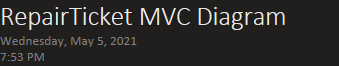 RepairTicket MVC Diagram
Wednesday, May 5, 2021
7:53 PM